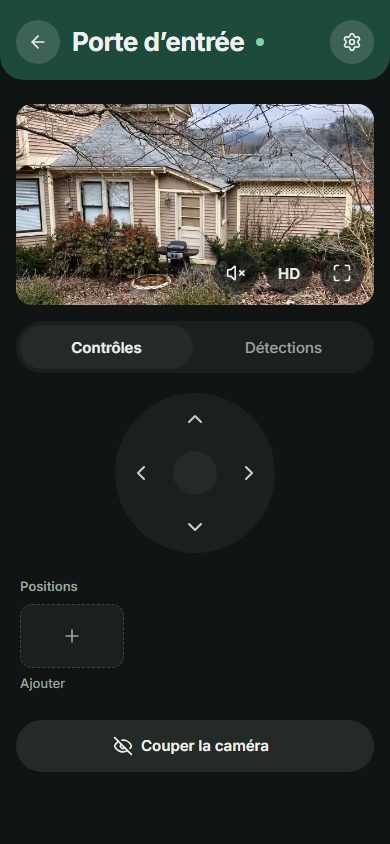 Porte d’entrée
HD
Contrôles
Détections
Positions
Ajouter
Couper la caméra